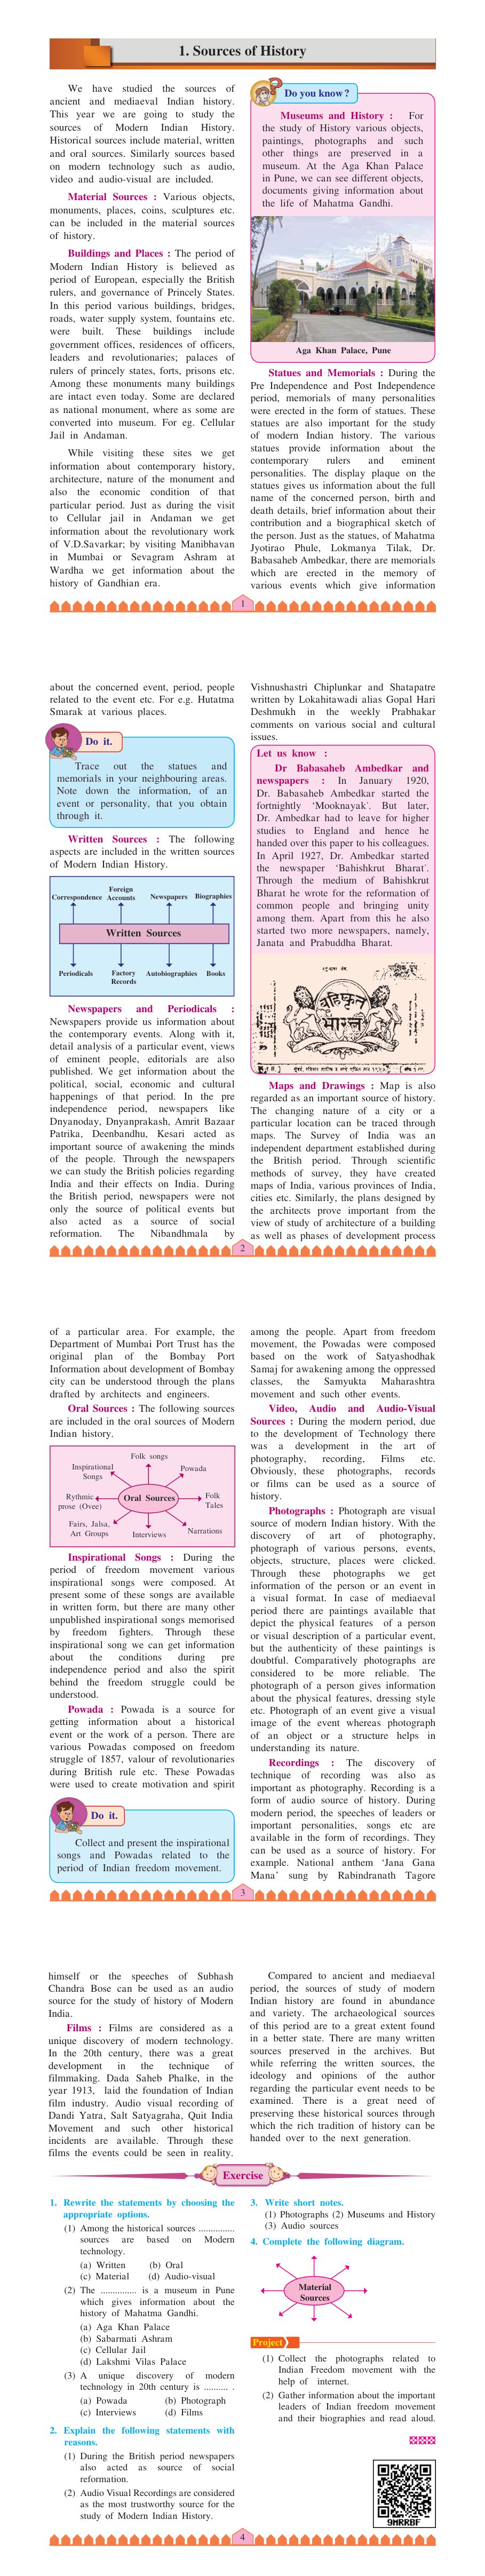 1. Sources of History
We have studied the sources of
ancient and mediaeval Indian history.
This year we are going to study the
sources of Modern Indian History.
Historical sources include material, written
and oral sources. Similarly sources based
on modern technology such as audio,
video and audio-visual are included.
Material Sources : Various objects,
monuments, places, coins, sculptures etc.
can be included in the material sources
of history.
Buildings and Places : The period of
Modern Indian History is believed as
period of European, especially the British
rulers, and governance of Princely States.
In this period various buildings, bridges,
roads, water supply system, fountains etc.
were built. These buildings include
government offices, residences of officers,
leaders and revolutionaries; palaces of
rulers of princely states, forts, prisons etc.
Among these monuments many buildings
are intact even today. Some are declared
as national monument, where as some are
converted into museum. For eg. Cellular
Jail in Andaman.
While visiting these sites we get
information about contemporary history,
architecture, nature of the monument and
also the economic condition of that
particular period. Just as during the visit
to Cellular jail in Andaman we get
information about the revolutionary work
of V.D.Savarkar; by visiting Manibhavan
in Mumbai or Sevagram Ashram at
Wardha we get information about the
history of Gandhian era.
Do you know ?
Museums and History : For
the study of History various objects,
paintings, photographs and such
other things are preserved in a
museum. At the Aga Khan Palace
in Pune, we can see different objects,
documents giving information about
the life of Mahatma Gandhi.
Aga Khan Palace, Pune
Statues and Memorials : During the
Pre Independence and Post Independence
period, memorials of many personalities
were erected in the form of statues. These
statues are also important for the study
of modern Indian history. The various
statues provide information about the
contemporary rulers and eminent
personalities. The display plaque on the
statues gives us information about the full
name of the concerned person, birth and
death details, brief information about their
contribution and a biographical sketch of
the person. Just as the statues, of Mahatma
Jyotirao Phule, Lokmanya Tilak, Dr.
Babasaheb Ambedkar, there are memorials
which are erected in the memory of
various events which give information
1
about the concerned event, period, people
related to the event etc. For e.g. Hutatma
Smarak at various places.
Do it.
Trace out the statues and
memorials in your neighbouring areas.
Note down the information, of an
event or personality, that you obtain
through it.
Written Sources : The following
aspects are included in the written sources
of Modern Indian History.
Correspondence Foreign Accounts Newspapers Biographies
Written Sources
Periodicals Factory Records Autobiographies Books
Newspapers and Periodicals :
Newspapers provide us information about
the contemporary events. Along with it,
detail analysis of a particular event, views
of eminent people, editorials are also
published. We get information about the
political, social, economic and cultural
happenings of that period. In the pre
independence period, newspapers like
Dnyanoday, Dnyanprakash, Amrit Bazaar
Patrika, Deenbandhu, Kesari acted as
important source of awakening the minds
of the people. Through the newspapers
we can study the British policies regarding
India and their effects on India. During
the British period, newspapers were not
only the source of political events but
also acted as a source of social
reformation. The Nibandhmala by
Vishnushastri Chiplunkar and Shatapatre
written by Lokahitawadi alias Gopal Hari
Deshmukh in the weekly Prabhakar
comments on various social and cultural
issues.
Let us know :
Dr Babasaheb Ambedkar and
newspapers : In January 1920,
Dr. Babasaheb Ambedkar started the
fortnightly ‘Mooknayak'. But later,
Dr. Ambedkar had to leave for higher
studies to England and hence he
handed over this paper to his colleagues.
In April 1927, Dr. Ambedkar started
the newspaper ‘Bahishkrut Bharat'.
Through the medium of Bahishkrut
Bharat he wrote for the reformation of
common people and bringing unity
among them. Apart from this he also
started two more newspapers, namely,
Janata and Prabuddha Bharat.
बहिष्कृत
भारत
Maps and Drawings : Map is also
regarded as an important source of history.
The changing nature of a city or a
particular location can be traced through
maps. The Survey of India was an
independent department established during
the British period. Through scientific
methods of survey, they have created
maps of India, various provinces of India,
cities etc. Similarly, the plans designed by
the architects prove important from the
view of study of architecture of a building
as well as phases of development process
2
of a particular area. For example, the
Department of Mumbai Port Trust has the
original plan of the Bombay Port
Information about development of Bombay
city can be understood through the plans
drafted by architects and engineers.
Oral Sources : The following sources
are included in the oral sources of Modern
Indian history.
Folk songs
Inspirational Songs
Powada
Rythmic prose (Ovee)
Oral Sources
Folk Tales
Fairs, Jalsa, Art Groups
Interviews
Narrations
Inspirational Songs : During the
period of freedom movement various
inspirational songs were composed. At
present some of these songs are available
in written form, but there are many other
unpublished inspirational songs memorised
by freedom fighters. Through these
inspirational song we can get information
about the conditions during pre
independence period and also the spirit
behind the freedom struggle could be
understood.
Powada : Powada is a source for
getting information about a historical
event or the work of a person. There are
various Powadas composed on freedom
struggle of 1857, valour of revolutionaries
during British rule etc. These Powadas
were used to create motivation and spirit
Do it.
Collect and present the inspirational
songs and Powadas related to the
period of Indian freedom movement.
among the people. Apart from freedom
movement, the Powadas were composed
based on the work of Satyashodhak
Samaj for awakening among the oppressed
classes, the Samyukta Maharashtra
movement and such other events.
Video, Audio and Audio-Visual
Sources : During the modern period, due
to the development of Technology there
was a development in the art of
photography, recording, Films etc.
Obviously, these photographs, records
or films can be used as a source of
history.
Photographs : Photograph are visual
source of modern Indian history. With the
discovery of art of photography,
photograph of various persons, events,
objects, structure, places were clicked.
Through these photographs we get
information of the person or an event in
a visual format. In case of mediaeval
period there are paintings available that
depict the physical features of a person
or visual description of a particular event,
but the authenticity of these paintings is
doubtful. Comparatively photographs are
considered to be more reliable. The
photograph of a person gives information
about the physical features, dressing style
etc. Photograph of an event give a visual
image of the event whereas photograph
of an object or a structure helps in
understanding its nature.
Recordings : The discovery of
technique of recording was also as
important as photography. Recording is a
form of audio source of history. During
modern period, the speeches of leaders or
important personalities, songs etc are
available in the form of recordings. They
can be used as a source of history. For
example. National anthem ‘Jana Gana
Mana’ sung by Rabindranath Tagore
3
himself or the speeches of Subhash
Chandra Bose can be used as an audio
source for the study of history of Modern
India.
Films : Films are considered as a
unique discovery of modern technology.
In the 20th century, there was a great
development in the technique of
filmmaking. Dada Saheb Phalke, in the
year 1913, laid the foundation of Indian
film industry. Audio visual recording of
Dandi Yatra, Salt Satyagraha, Quit India
Movement and such other historical
incidents are available. Through these
films the events could be seen in reality.
Compared to ancient and mediaeval
period, the sources of study of modern
Indian history are found in abundance
and variety. The archaeological sources
of this period are to a great extent found
in a better state. There are many written
sources preserved in the archives. But
while referring the written sources, the
ideology and opinions of the author
regarding the particular event needs to be
examined. There is a great need of
preserving these historical sources through
which the rich tradition of history can be
handed over to the next generation.
Exercise
1. Rewrite the statements by choosing the
appropriate options.
(1) Among the historical sources ..............
sources are based on Modern
technology.
(a) Written (b) Oral
(c) Material (d) Audio-visual
(2) The .............. is a museum in Pune
which gives information about the
history of Mahatma Gandhi.
(a) Aga Khan Palace
(b) Sabarmati Ashram
(c) Cellular Jail
(d) Lakshmi Vilas Palace
(3) A unique discovery of modern
technology in 20th century is .......... .
(a) Powada (b) Photograph
(c) Interviews (d) Films
2. Explain the following statements with
reasons.
(1) During the British period newspapers
also acted as source of social
reformation.
(2) Audio Visual Recordings are considered
as the most trustworthy source for the
study of Modern Indian History.
3. Write short notes.
(1) Photographs (2) Museums and History
(3) Audio sources
4. Complete the following diagram.
Material
Sources
Project
(1) Collect the photographs related to
Indian Freedom movement with the
help of internet.
(2) Gather information about the important
leaders of Indian freedom movement
and their biographies and read aloud.
9MRRBF
4